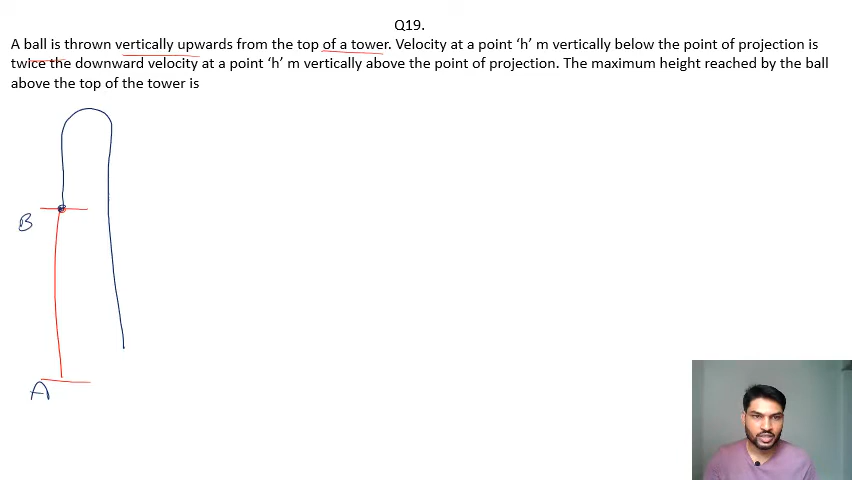 Q19.
A ball is thrown vertically upwards from the top of a tower. Velocity at a point ‘h’ m vertically below the point of projection is
twice the downward velocity at a point ‘h’ m vertically above the point of projection. The maximum height reached by the ball
above the top of the tower is
B
A